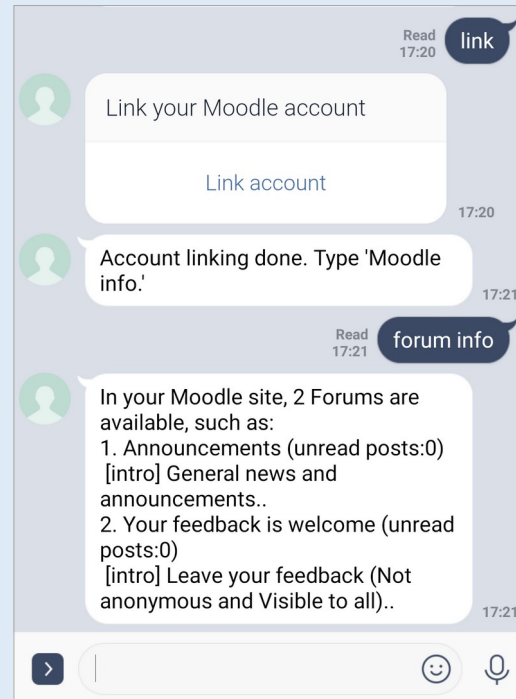 Read
17:20
link
Link your Moodle account
Link account
17:20
Account linking done. Type 'Moodle
info.'
17:21
Read
17:21
forum info
In your Moodle site, 2 Forums are
available, such as:
1. Announcements (unread posts:0)
[intro] General news and
announcements..
2. Your feedback is welcome (unread
posts:0)
[intro] Leave your feedback (Not
anonymous and Visible to all)..
17:21